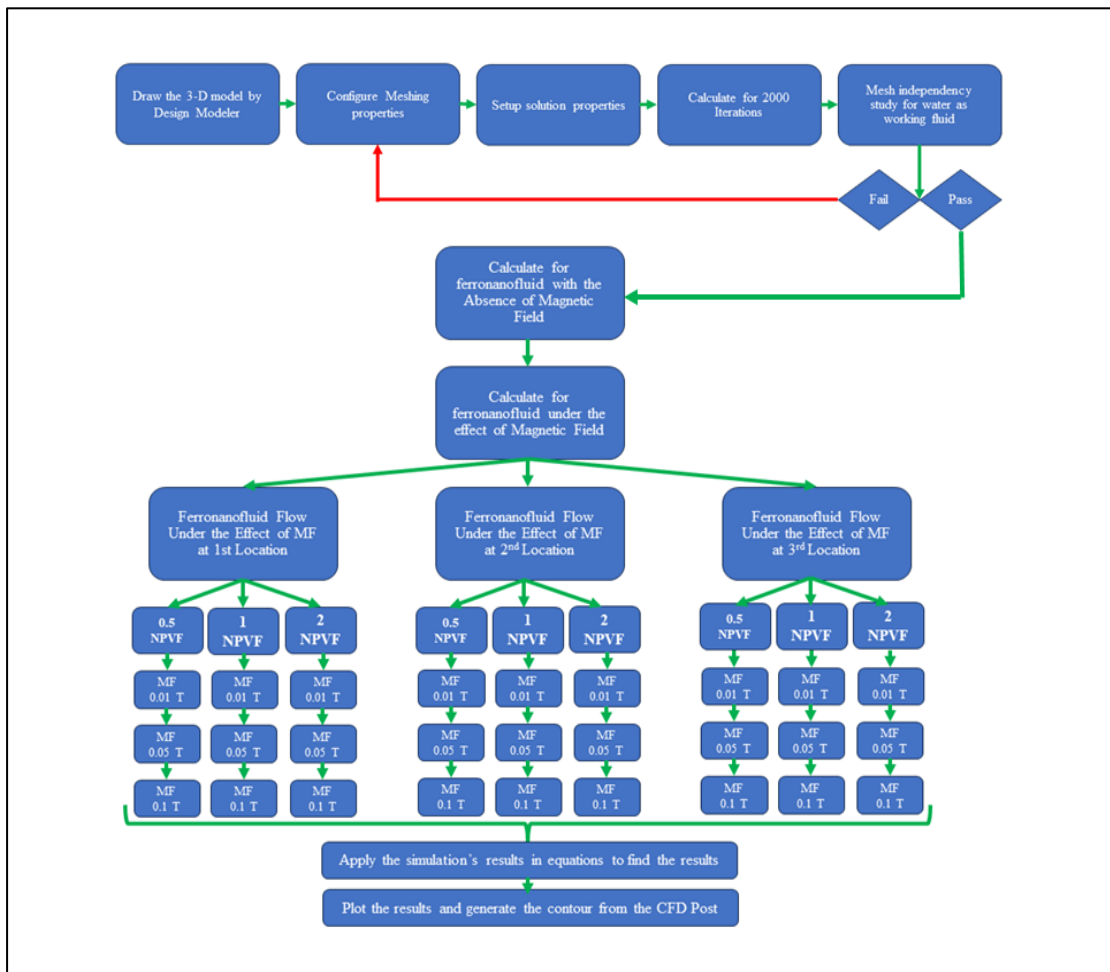 Draw the 3-D model by
Design Modeler
Configure Meshing
properties
Setup solution properties
Calculate for 2000
Iterations
Mesh independency
study for water as
working fluid
Fail
Pass
Calculate for
ferronanofluid with the
Absence of Magnetic
Field
Calculate for
ferronanofluid under the
effect of Magnetic Field
Ferronanofluid Flow
Under the Effect of MF
at 1st Location
Ferronanofluid Flow
Under the Effect of MF
at 2nd Location
Ferronanofluid Flow
Under the Effect of MF
at 3rd Location
0.5
NPVF
1
NPVF
2
NPVF
0.5
NPVF
1
NPVF
2
NPVF
0.5
NPVF
1
NPVF
2
NPVF
MF
0.01 T
MF
0.01 T
MF
0.01 T
MF
0.01 T
MF
0.01 T
MF
0.01 T
MF
0.01 T
MF
0.01 T
MF
0.01 T
MF
0.05 T
MF
0.05 T
MF
0.05 T
MF
0.05 T
MF
0.05 T
MF
0.05 T
MF
0.05 T
MF
0.05 T
MF
0.05 T
MF
0.1 T
MF
0.1 T
MF
0.1 T
MF
0.1 T
MF
0.1 T
MF
0.1 T
MF
0.1 T
MF
0.1 T
MF
0.1 T
Apply the simulation's results in equations to find the results
Plot the results and generate the contour from the CFD Post